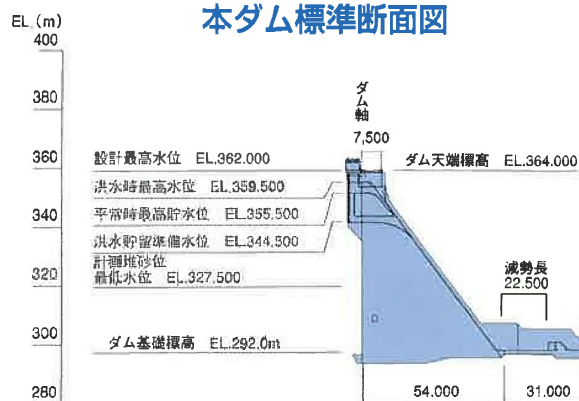 本ダム標準断面図
EL.(m)
400
380
360
340
320
300
280
ダム軸
7,500
設計最高水位 EL.362.000
ダム天端標高 EL.364.000
洪水時最高水位 EL.359.500
平常時最高貯水位 EL.355.500
洪水貯留準備水位 EL.344.500
計画堆砂位
最低水位 EL.327.500
減勢長
22.500
ダム基礎標高 EL.292.0m
54.000
31.000